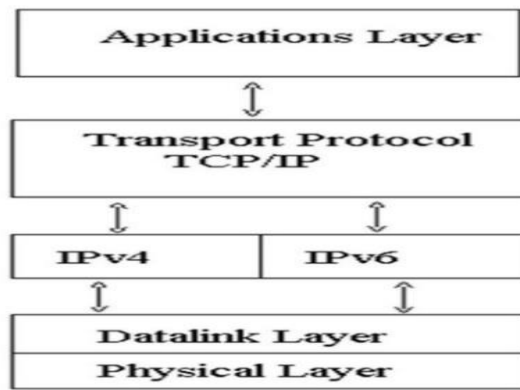 Applications Layer
Transport Protocol
TCP/IP
IPv4 IPv6
Datalink Layer
Physical Layer